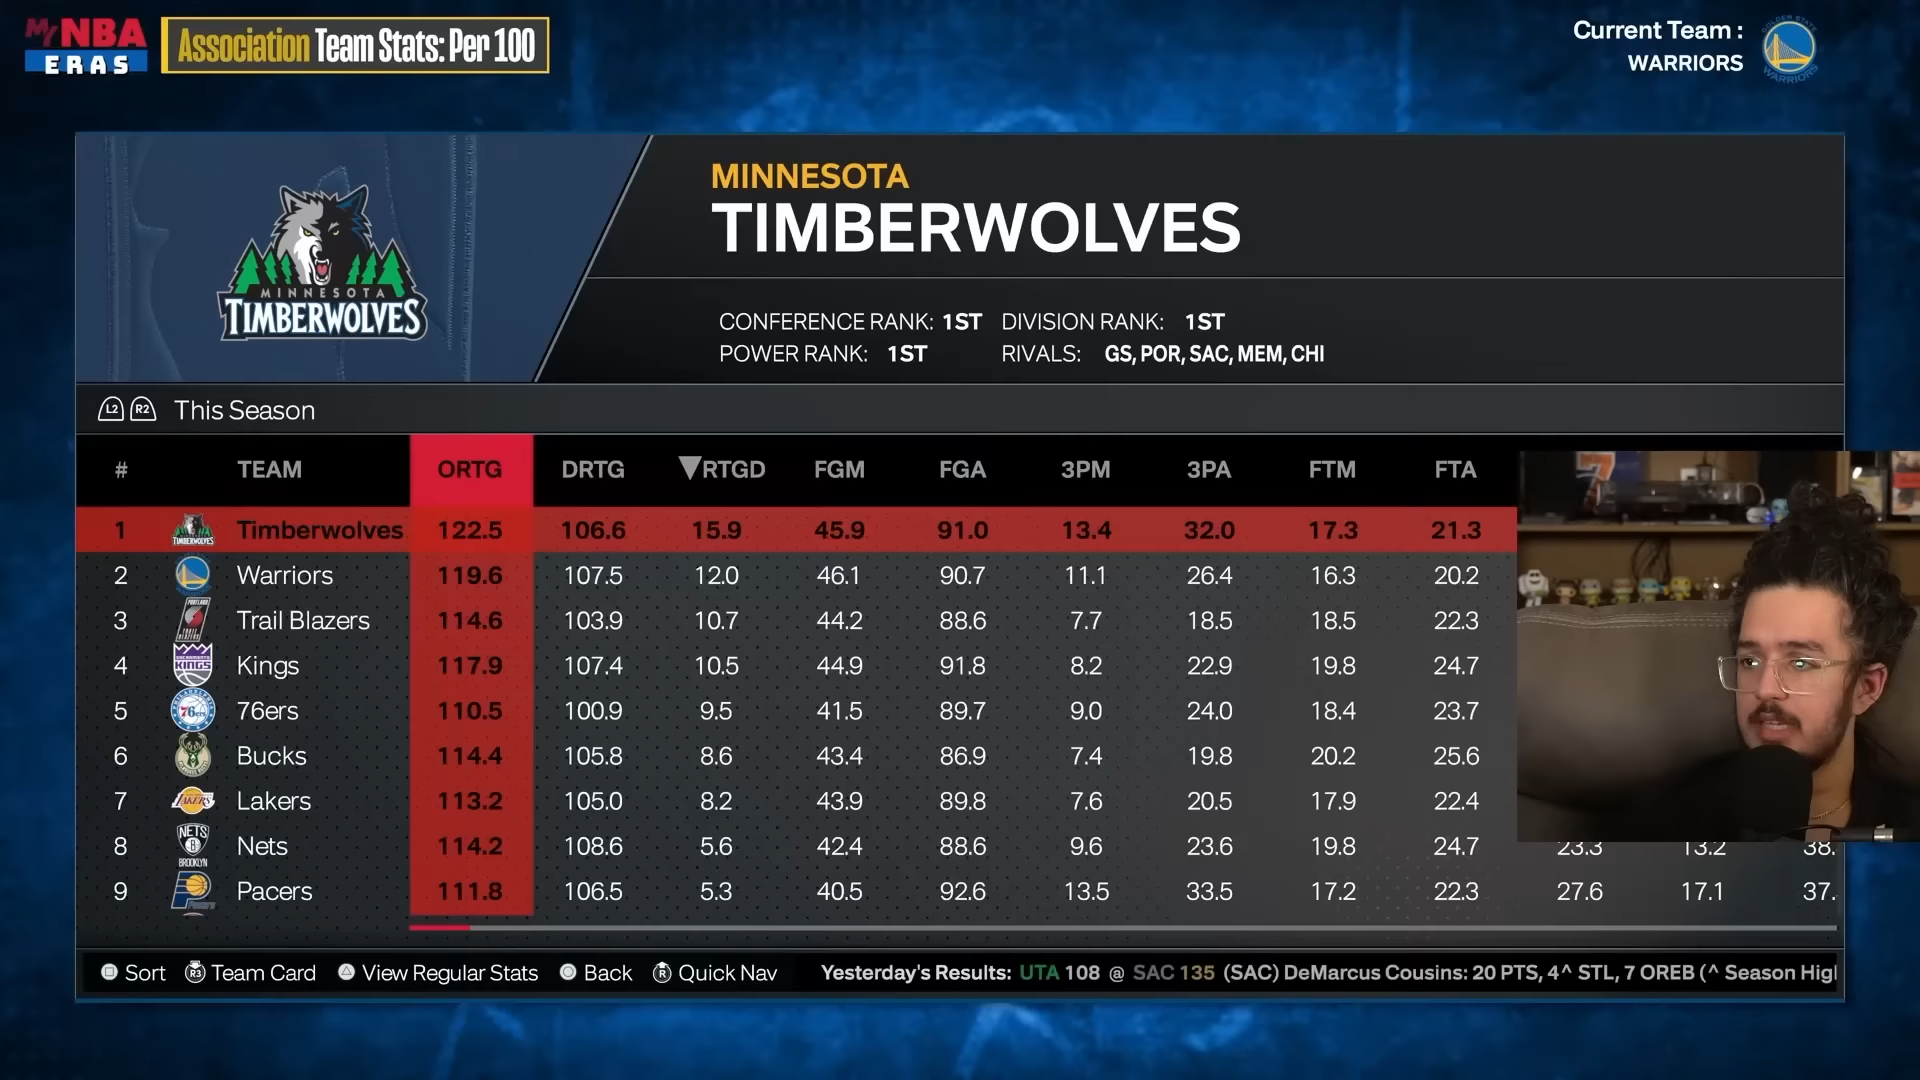 MyNBA ERAS
Association Team Stats: Per 100
Current Team :
WARRIORS
MINNESOTA
TIMBERWOLVES
MINNESOTA
TIMBERWOLVES
CONFERENCE RANK: 1ST DIVISION RANK: 1ST
POWER RANK: 1ST RIVALS: GS, POR, SAC, MEM, CHI
L2 R2 This Season
# TEAM ORTG DRTG ▼RTGD FGM FGA 3PM 3PA FTM FTA
1 Timberwolves 122.5 106.6 15.9 45.9 91.0 13.4 32.0 17.3 21.3
2 Warriors 119.6 107.5 12.0 46.1 90.7 11.1 26.4 16.3 20.2
3 Trail Blazers 114.6 103.9 10.7 44.2 88.6 7.7 18.5 18.5 22.3
4 Kings 117.9 107.4 10.5 44.9 91.8 8.2 22.9 19.8 24.7
5 76ers 110.5 100.9 9.5 41.5 89.7 9.0 24.0 18.4 23.7
6 Bucks 114.4 105.8 8.6 43.4 86.9 7.4 19.8 20.2 25.6
7 Lakers 113.2 105.0 8.2 43.9 89.8 7.6 20.5 17.9 22.4
8 Nets 114.2 108.6 5.6 42.4 88.6 9.6 23.6 19.8 24.7 23.3 13.2 38.
9 Pacers 111.8 106.5 5.3 40.5 92.6 13.5 33.5 17.2 22.3 27.6 17.1 37.
Sort R3 Team Card View Regular Stats Back R Quick Nav Yesterday's Results: UTA 108 @ SAC 135 (SAC) DeMarcus Cousins: 20 PTS, 4^ STL, 7 OREB (^ Season Hig